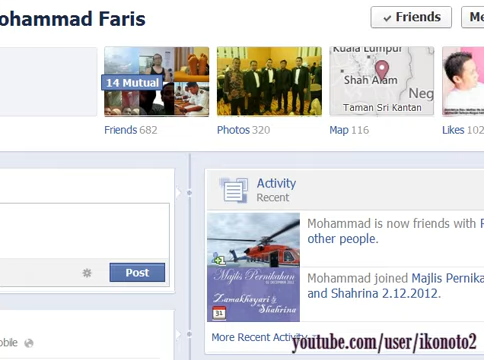 ohammad Faris
Friends
Me
14 Mutual
Kuala Lumpur
Shah Alam
Neg
Taman Sri Kantan
Friends 682
Photos 320
Map 116
Likes 102
Activity
Recent
Mohammad is now friends with
other people.
Post
Majlis Pernikahan
Zamakhsyari &
Shahrina
31
Mohammad joined Majlis Pernika
and Shahrina 2.12.2012.
More Recent Activ
obile
youtube.com/user/ikonoto2